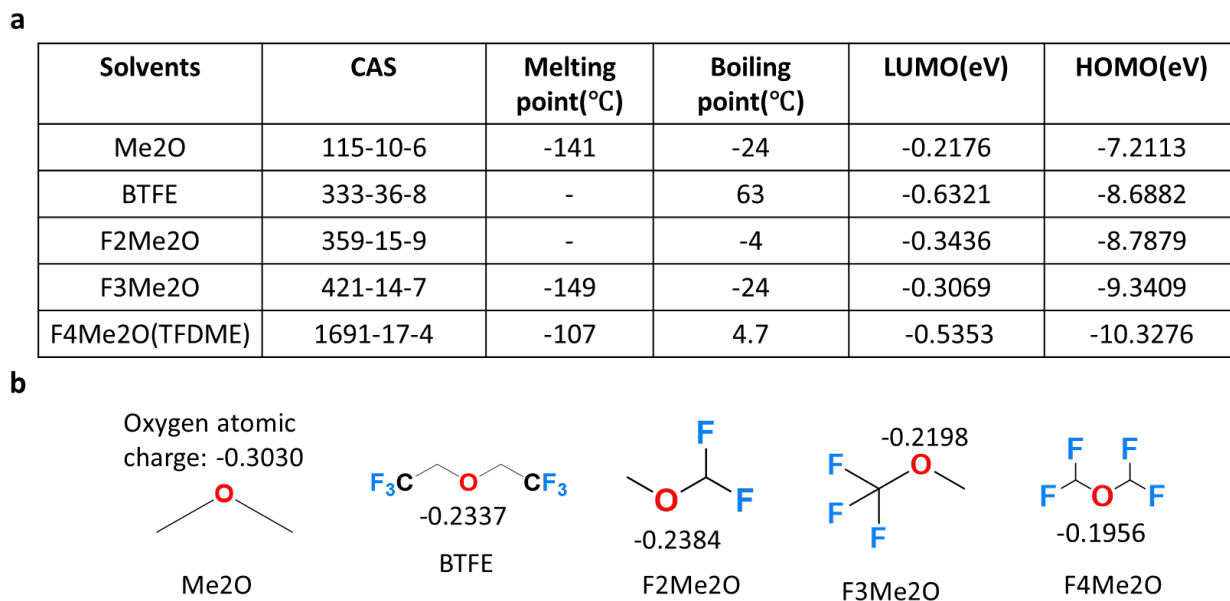 a
Solvents CAS Melting point(℃) Boiling point(℃) LUMO(eV) HOMO(eV)
Me2O 115-10-6 -141 -24 -0.2176 -7.2113
BTFE 333-36-8 - 63 -0.6321 -8.6882
F2Me2O 359-15-9 - -4 -0.3436 -8.7879
F3Me2O 421-14-7 -149 -24 -0.3069 -9.3409
F4Me2O(TFDME) 1691-17-4 -107 4.7 -0.5353 -10.3276
b
Oxygen atomic
charge: -0.3030
O
Me2O
F3C O CF3
-0.2337
BTFE
F
O F
-0.2384
F2Me2O
-0.2198
F O
F F
F3Me2O
F F
F O F
-0.1956
F4Me2O